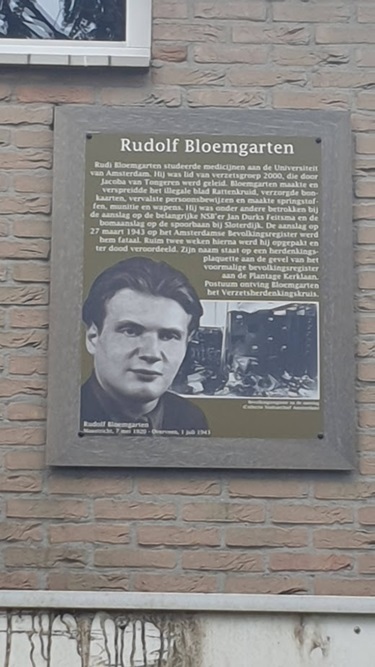 Rudolf Bloemgarten
Rudi Bloemgarten studeerde medicijnen aan de Universiteit
van Amsterdam. Hij was lid van verzetsgroep 2000, die door
Jacoba van Tongeren werd geleid. Bloemgarten maakte en
verspreidde het illegale blad Rattenkruid, verzorgde bon-
kaarten, vervalste persoonsbewijzen en maakte springstof-
fen, munitie en wapens. Hij was onder andere betrokken bij
de aanslag op de belangrijke NSB'er Jan Durks Feitsma en de
bomaanslag op de spoorbaan bij Sloterdijk. De aanslag op
27 maart 1943 op het Amsterdamse Bevolkingsregister werd
hem fataal. Ruim twee weken hierna werd hij opgepakt en
ter dood veroordeeld. Zijn naam staat op een herdenkings-
plaquette aan de gevel van het
voormalige bevolkingsregister
aan de Plantage Kerklaan.
Postuum ontving Bloemgarten
het Verzetsherdenkingskruis.
Rudolf Bloemgarten
Maastricht, 7 mei 1920 - Overveen, 1 juli 1943